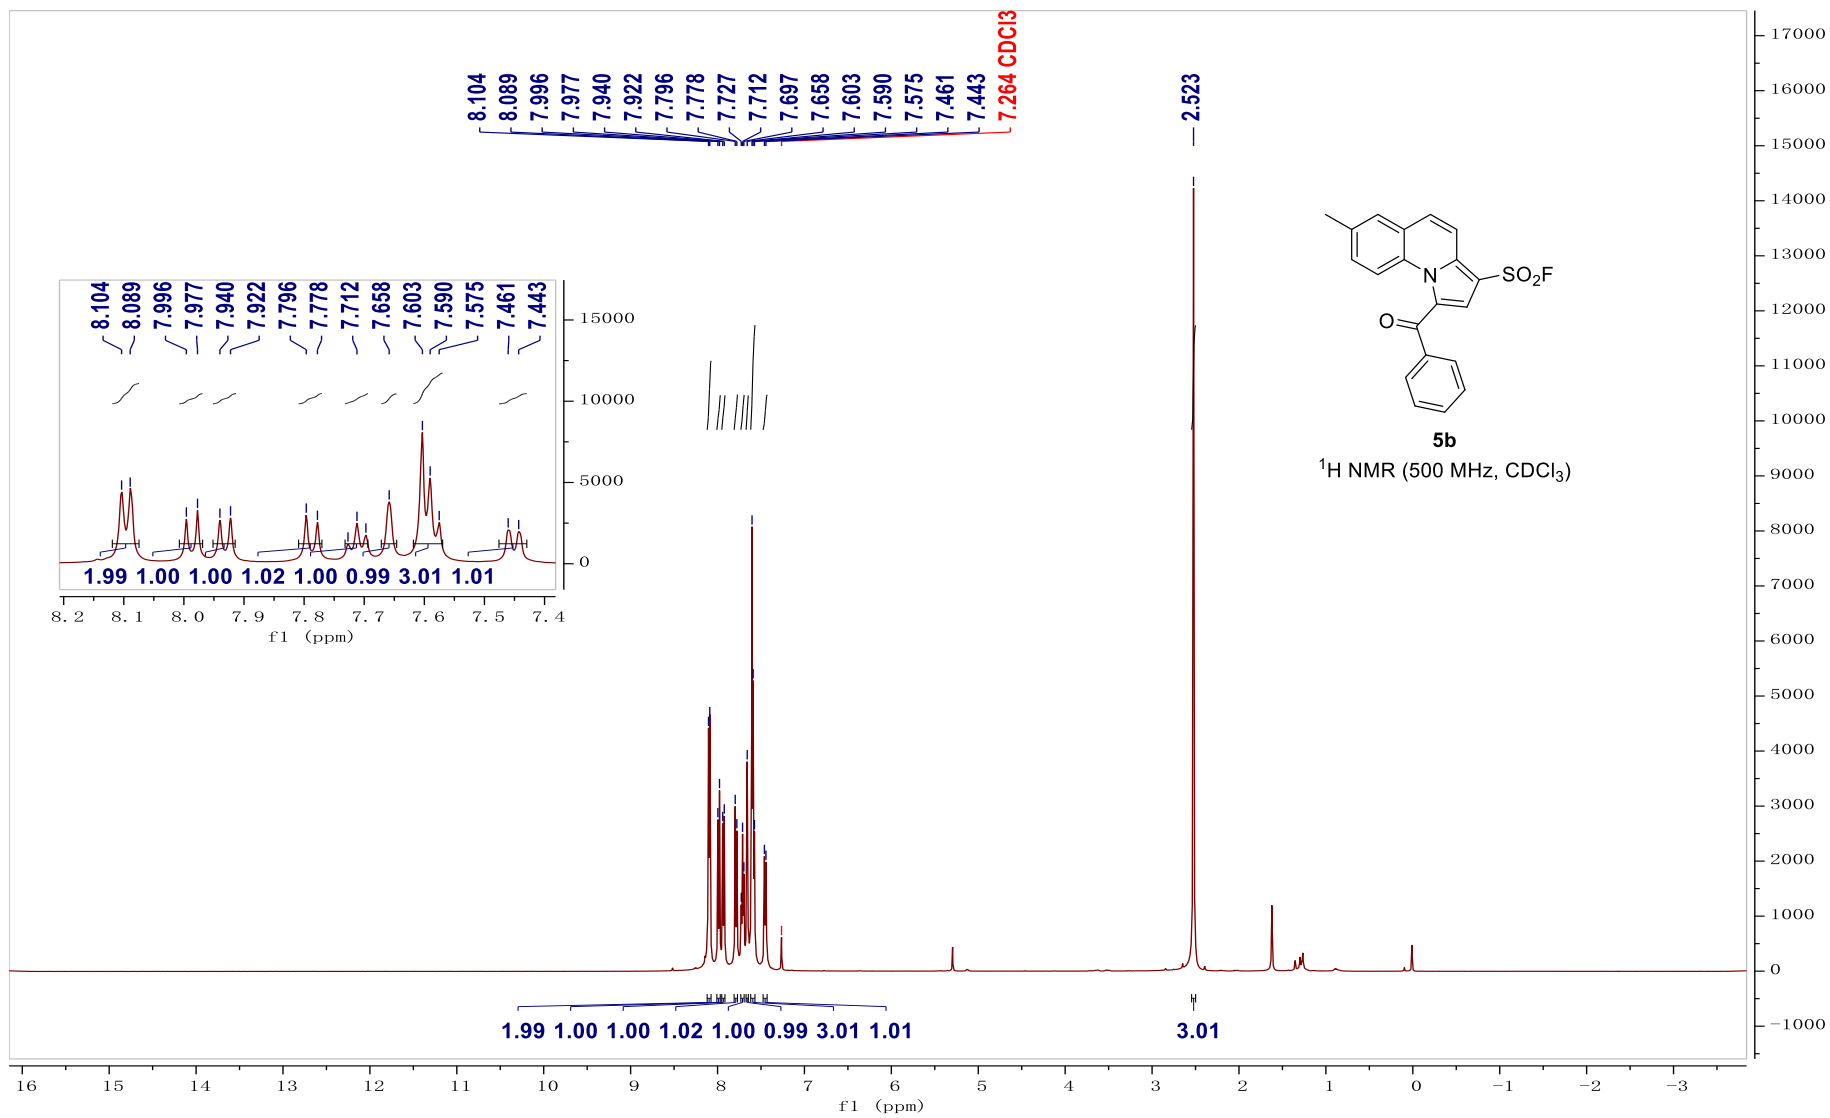 8.104 8.089 7.996 7.977 7.940 7.922 7.796 7.778 7.727 7.712 7.697 7.658 7.603 7.590 7.575 7.461 7.443 7.264 CDCl3
2.523
17000
16000
15000
14000
13000
12000
11000
10000
9000
8000
7000
6000
5000
4000
3000
2000
1000
0
-1000
8.104 8.089 7.996 7.977 7.940 7.922 7.796 7.778 7.712 7.658 7.603 7.590 7.575 7.461 7.443
15000
10000
5000
0
1.99 1.00 1.00 1.02 1.00 0.99 3.01 1.01
8.2 8.1 8.0 7.9 7.8 7.7 7.6 7.5 7.4
f1 (ppm)
N
SO2F
O
5b
1H NMR (500 MHz, CDCl3)
1.99 1.00 1.00 1.02 1.00 0.99 3.01 1.01
3.01
16 15 14 13 12 11 10 9 8 7 6 5 4 3 2 1 0 -1 -2 -3
f1 (ppm)